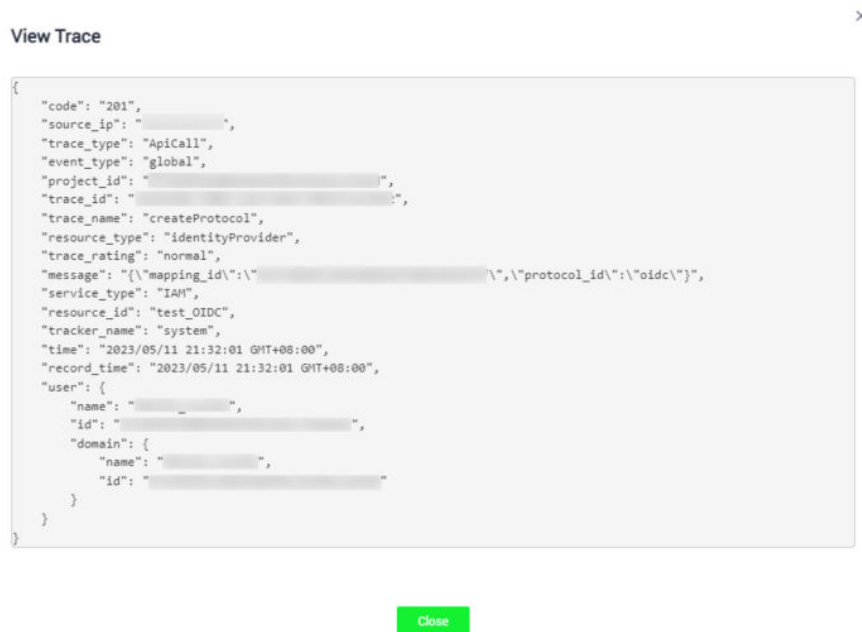 View Trace
{
"code": "201",
"source_ip": " ",
"trace_type": "ApiCall",
"event_type": "global",
"project_id": " ",
"trace_id": " ",
"trace_name": "createProtocol",
"resource_type": "identityProvider",
"trace_rating": "normal",
"message": "{\"mapping_id\":\" \",\"protocol_id\":\"oidc\"}",
"service_type": "IAM",
"resource_id": "test_OIDC",
"tracker_name": "system",
"time": "2023/05/11 21:32:01 GMT+08:00",
"record_time": "2023/05/11 21:32:01 GMT+08:00",
"user": {
"name": " ",
"id": " ",
"domain": {
"name": " ",
"id": " "
}
}
}
Close